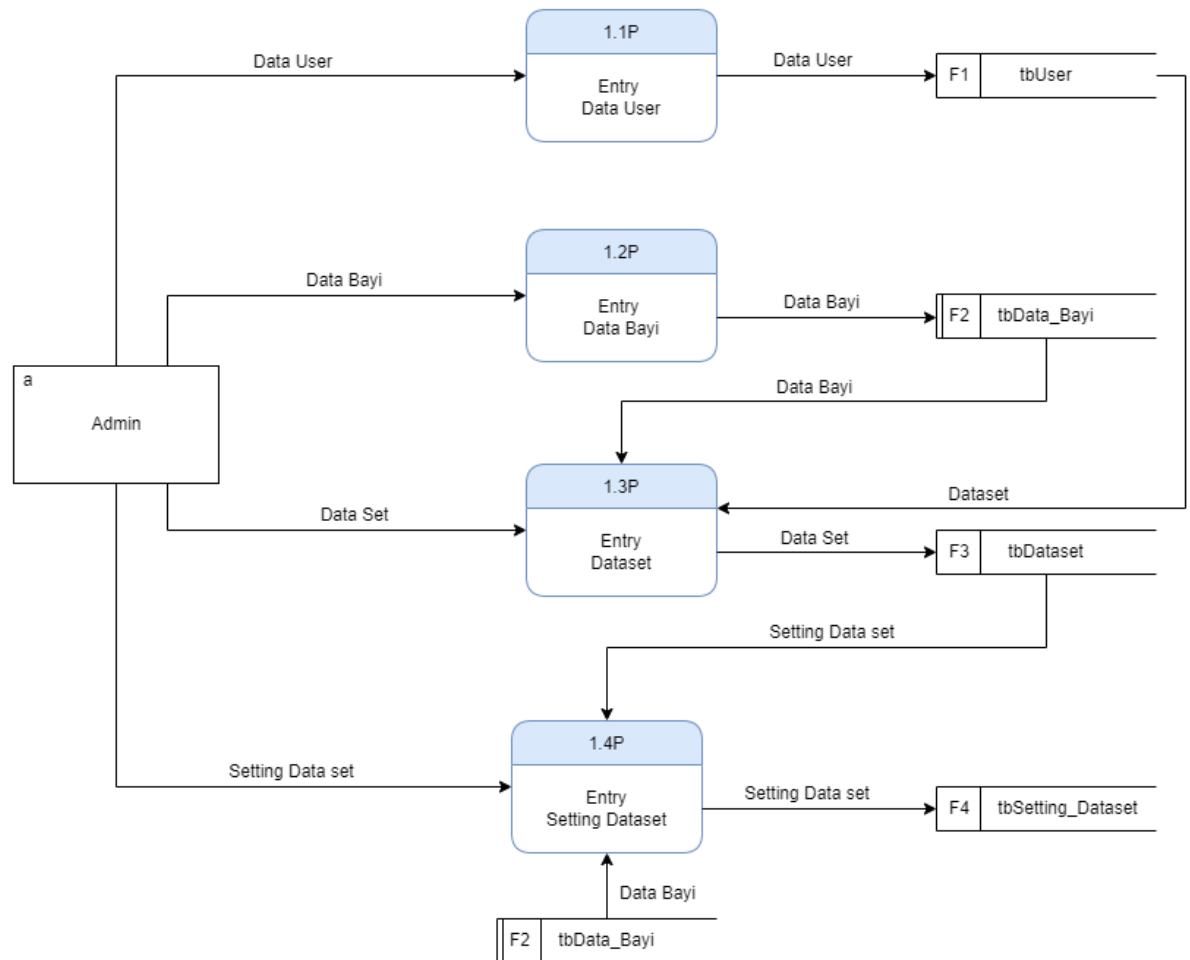 1.1P
Data User
Data User
Entry
Data User
F1
tbUser
1.2P
Data Bayi
Data Bayi
Entry
Data Bayi
F2
tbData_Bayi
a
Admin
Data Bayi
1.3P
Dataset
Data Set
Data Set
Entry
Dataset
F3
tbDataset
Setting Data set
1.4P
Setting Data set
Setting Data set
Entry
Setting Dataset
F4
tbSetting_Dataset
Data Bayi
F2
tbData_Bayi